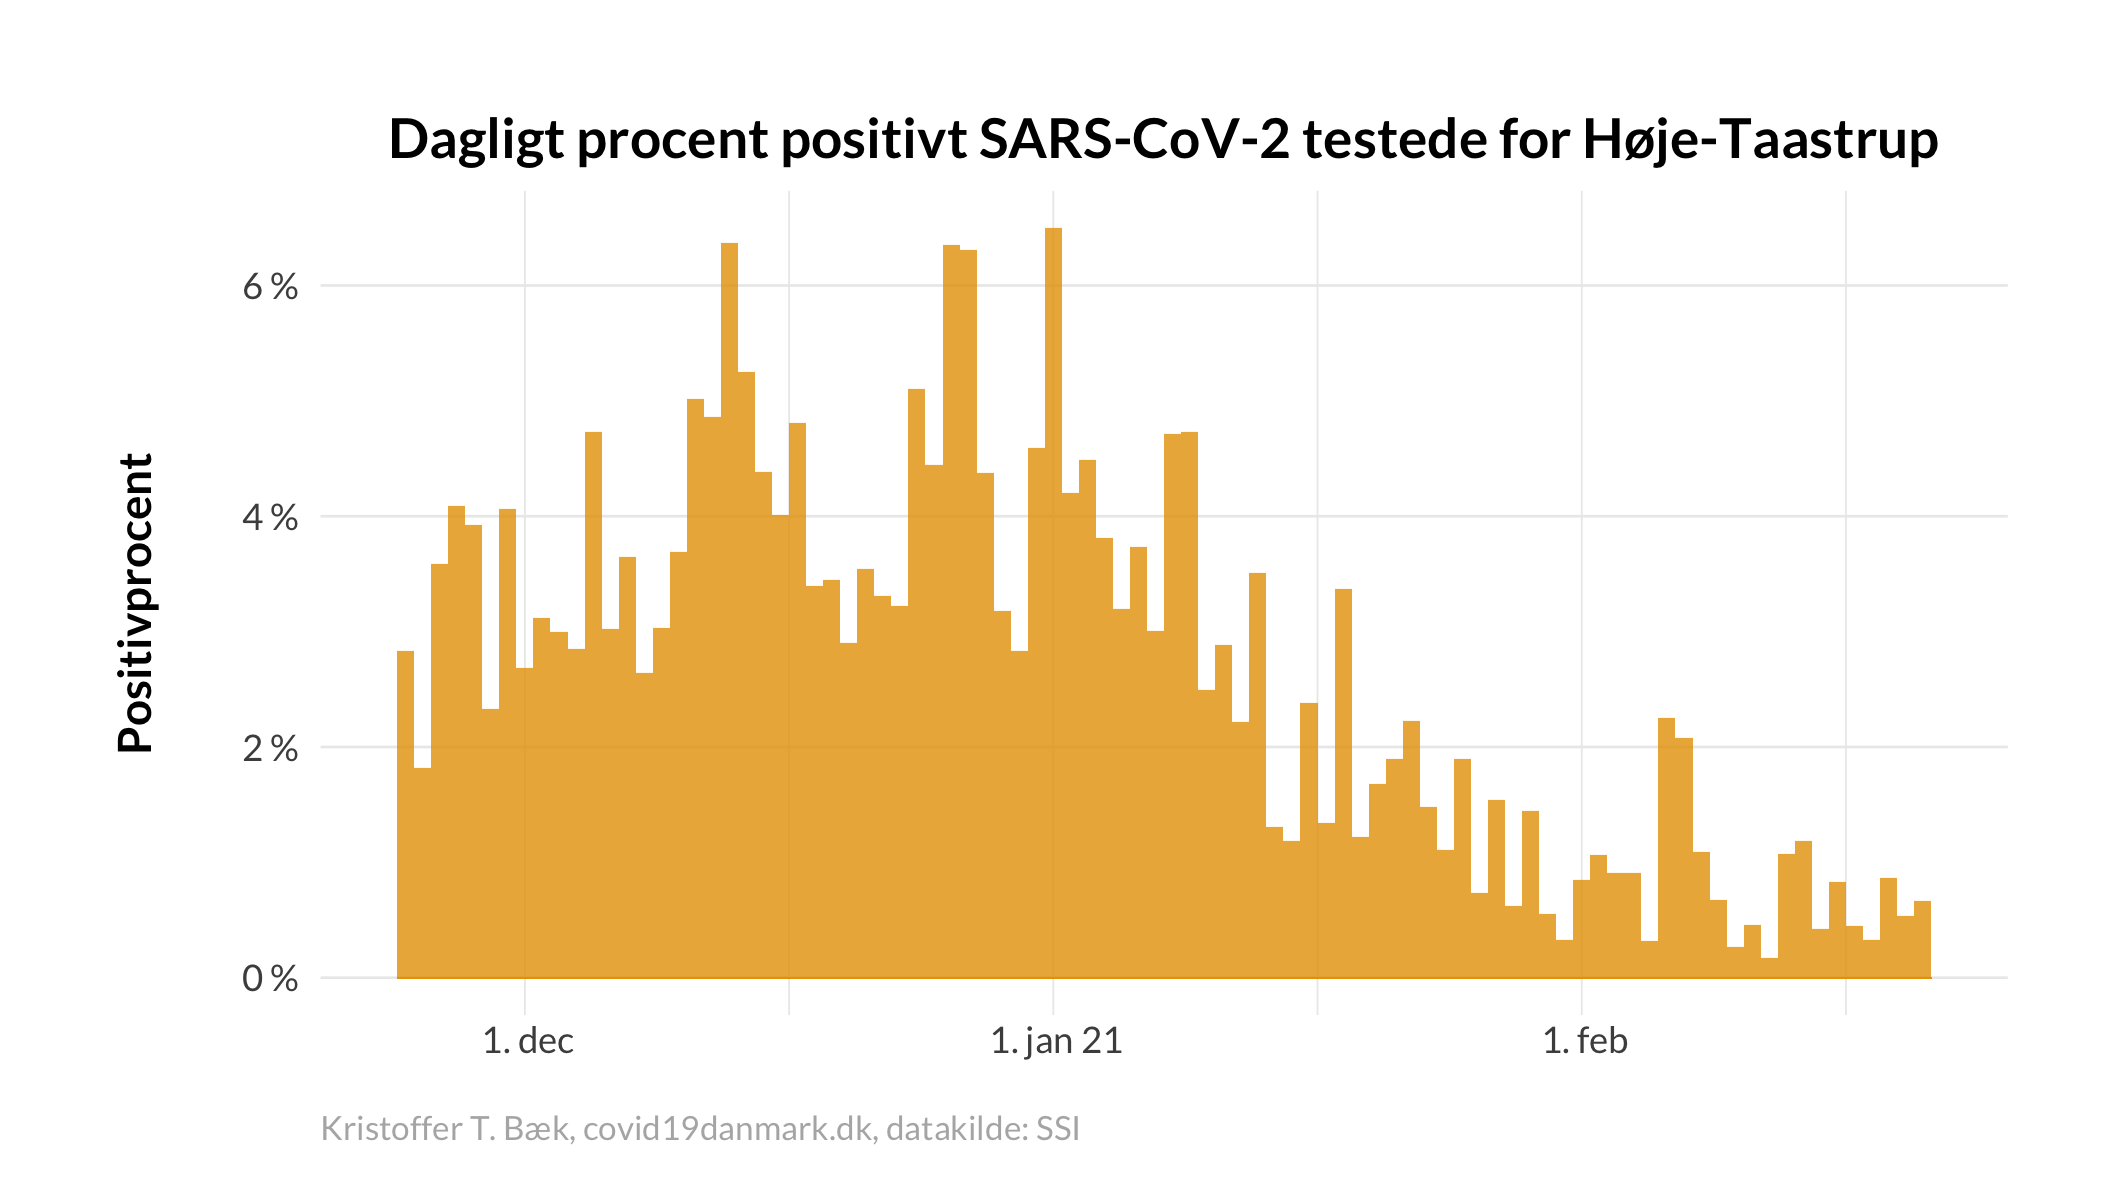 Dagligt procent positivt SARS-CoV-2 testede for Høje-Taastrup
Positivprocent
6 %
4 %
2 %
0 %
1. dec
1. jan 21
1. feb
Kristoffer T. Bæk, covid19danmark.dk, datakilde: SSI